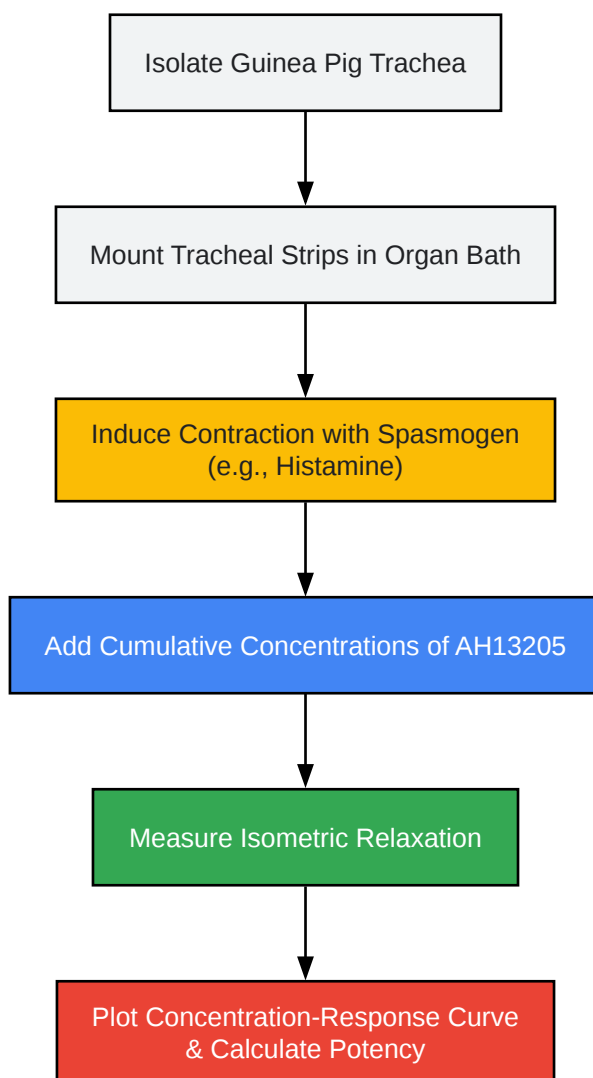 Isolate Guinea Pig Trachea
Mount Tracheal Strips in Organ Bath
Induce Contraction with Spasmogen
(e.g., Histamine)
Add Cumulative Concentrations of AH13205
Measure Isometric Relaxation
Plot Concentration-Response Curve
& Calculate Potency